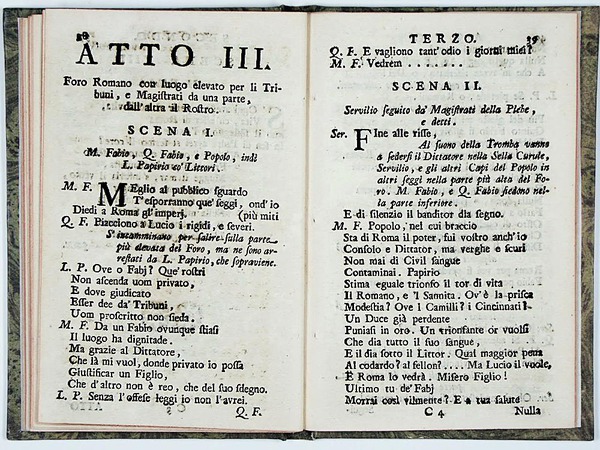 ATTO III.
Foro Romano con luogo elevato per li Tri-
buni, e Magistrati da una parte,
dall'altra il Rostro.
SCENA I.
M. Fabio, Q. Fabio, e Popolo, indi
L. Papirio co' Littori.
M. F. MEglio al pubblico sguardo
T'esporranno que' seggi, ond'io
Diedi a Roma gl'imperj. (più miti
Q. F. Piacciono a Lucio i rigidi, e severi.
S'incamminano per salire sulla parte
più elevata del Foro, ma ne sono ar-
restati da L. Papirio, che sopraviene.
L. P. Ove o Fabj? Que' rostri
Non ascenda uom privato,
E dove giudicato
Esser dee da' Tribuni,
Uom proscritto non sieda.
M. F. Da un Fabio ovunque stiasi
Il luogo ha dignitade.
Ma grazie al Dittatore,
Che là mi vuol, donde privato io possa
Giustificar un Figlio,
Che d'altro non è reo, che del suo sdegno.
L. P. Senza l'offese leggi io non l'avrei.
Q. F.
TERZO. 39
Q. F. E vagliono tant'odio i giorni miei?
M. F. Vedrem . . . . . . . .
SCENA II.
Servilio seguito da' Magistrati della Plebe,
e detti.
Ser. FIne alle risse,
Al suono della Tromba vanno
a sedersi il Dittatore nella Sella Curule,
Servilio, e gli altri Capi del Popolo in
altri seggi nella parte più alta del Fo-
ro. M. Fabio, e Q. Fabio siedono nel-
la parte inferiore.
E di silenzio il banditor dia segno.
M. F. Popolo, nel cui braccio
Sta di Roma il poter, fui vostro anch'io
Consolo e Dittator, ma verghe e scuri
Non mai di Civil sangue
Contaminai. Papirio
Stima eguale trionfo il tor di vita
Il Romano, e 'l Sannita. Ov'è la prisca
Modestia? Ove i Camilli? i Cincinnati?
Un Duce già perdente
Puniasi in oro. Un trionfante or vuolsi
Che dia tutto il suo sangue,
E il dia sotto il Littor. Qual maggior pena
Al codardo? al fellon? . . . . Ma Lucio il vuole,
E Roma lo vedrà. Misero Figlio!
Ultimo tu de' Fabj
Morrai così vilmente? E a tua salute
C 4 Nulla